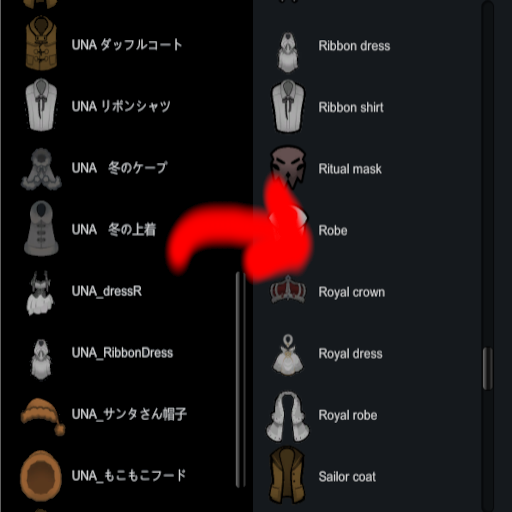 UNA ダッフルコート
UNA リボンシャツ
UNA　冬のケープ
UNA　冬の上着
UNA_dressR
UNA_RibbonDress
UNA_サンタさん帽子
UNA_もこもこフード
Ribbon dress
Ribbon shirt
Ritual mask
Robe
Royal crown
Royal dress
Royal robe
Sailor coat